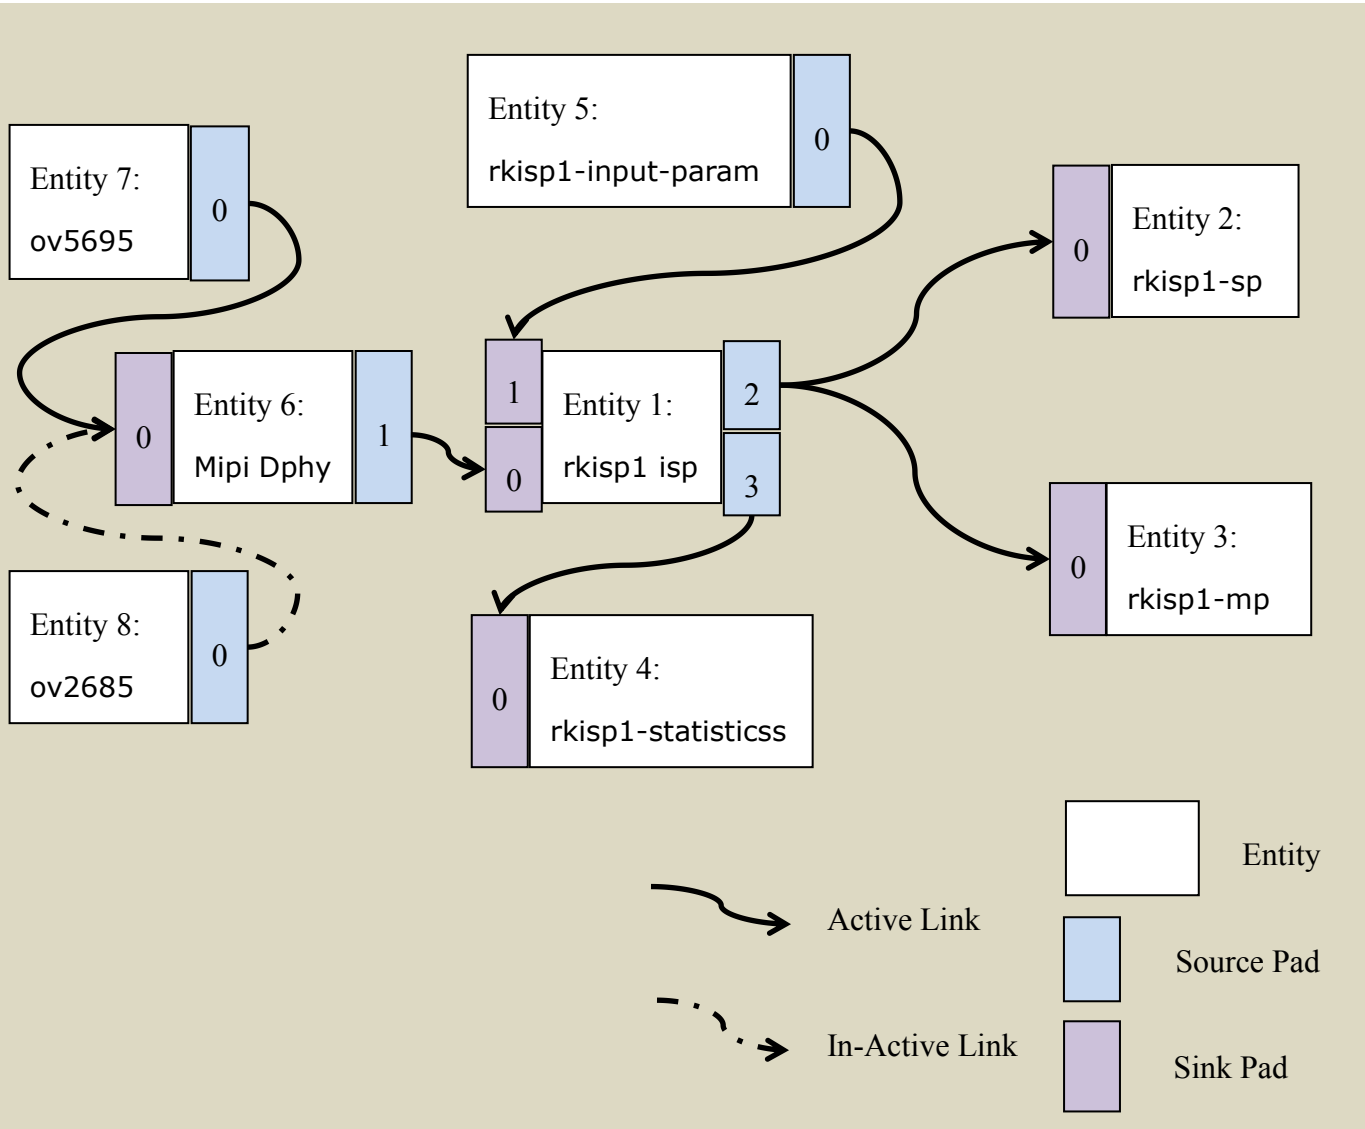 Entity 5:
rkisp1-input-param
0
Entity 7:
ov5695
0
0
Entity 2:
rkisp1-sp
0
Entity 6:
Mipi Dphy
1
1
0
Entity 1:
rkisp1 isp
2
3
0
Entity 3:
rkisp1-mp
Entity 8:
ov2685
0
0
Entity 4:
rkisp1-statisticss
Entity
Active Link
Source Pad
In-Active Link
Sink Pad